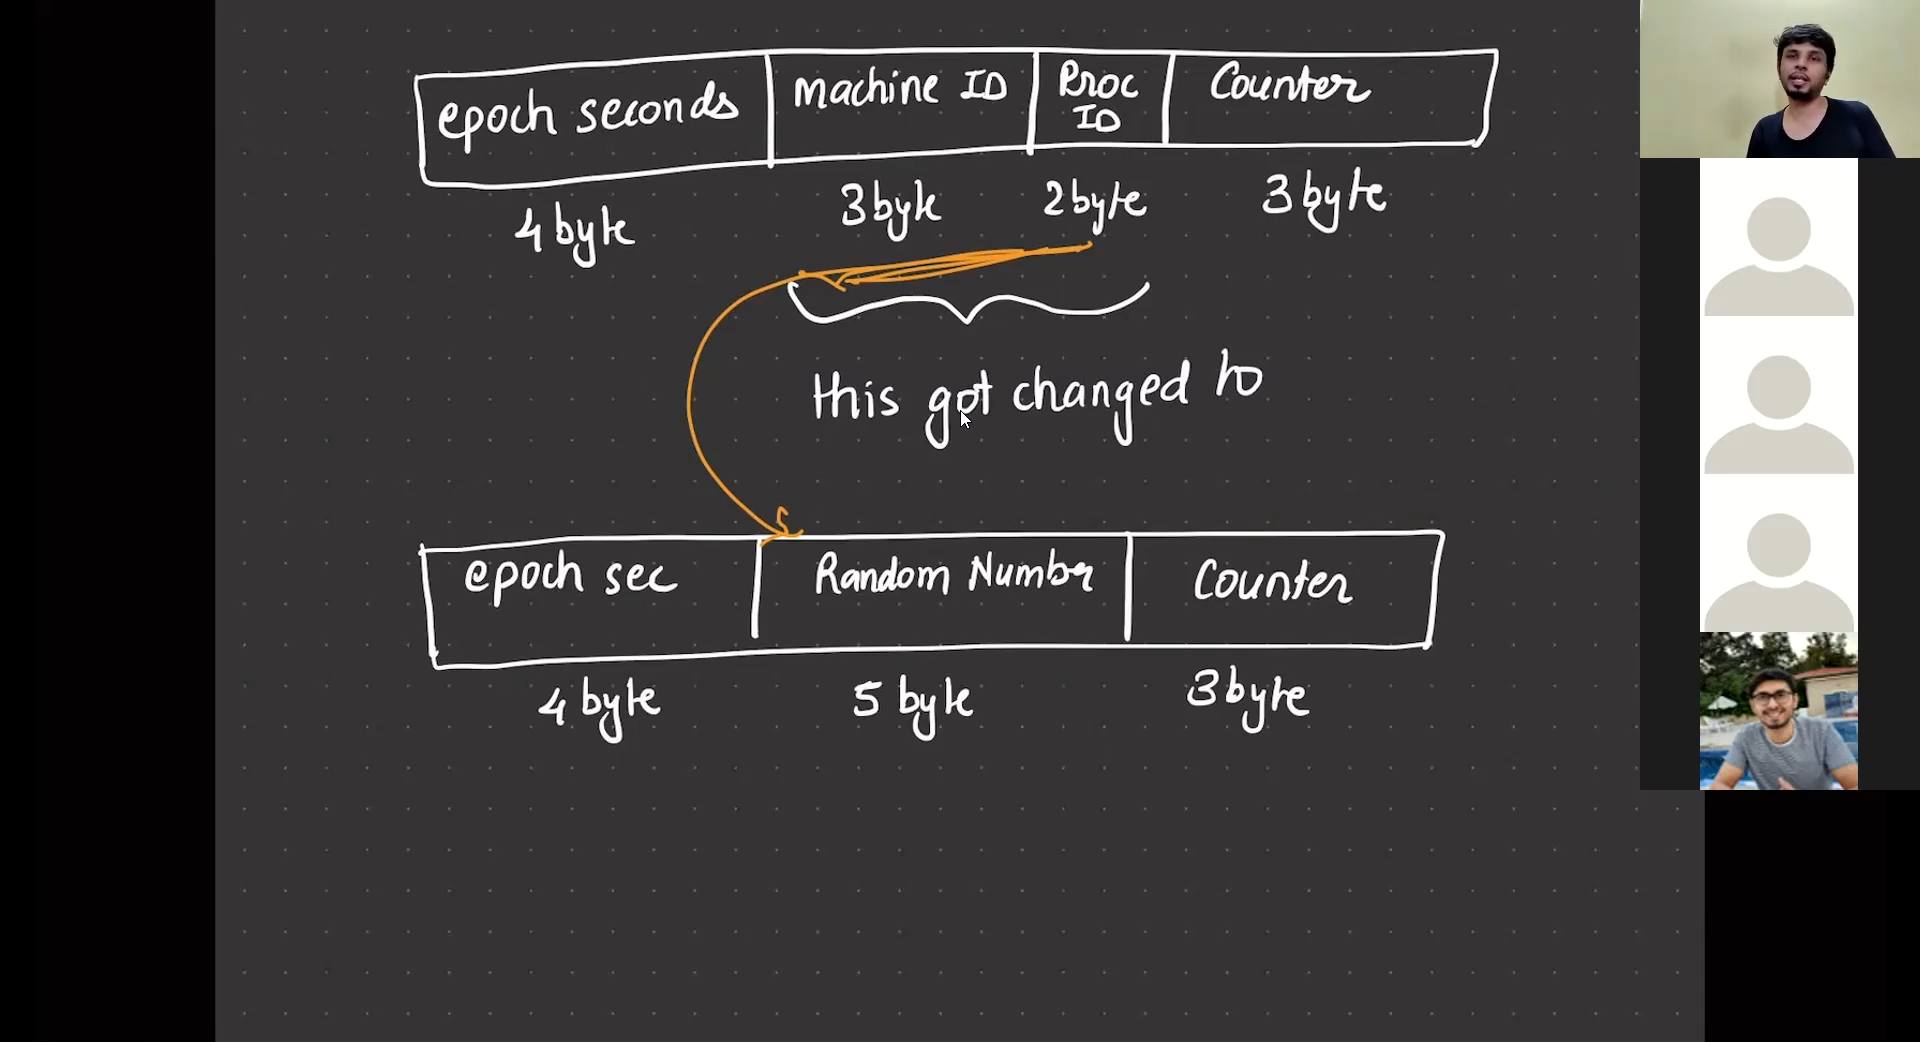 epoch seconds machine ID Proc ID Counter
4 byte 3 byte 2 byte 3 byte
this got changed to
epoch sec Random Number Counter
4 byte 5 byte 3 byte